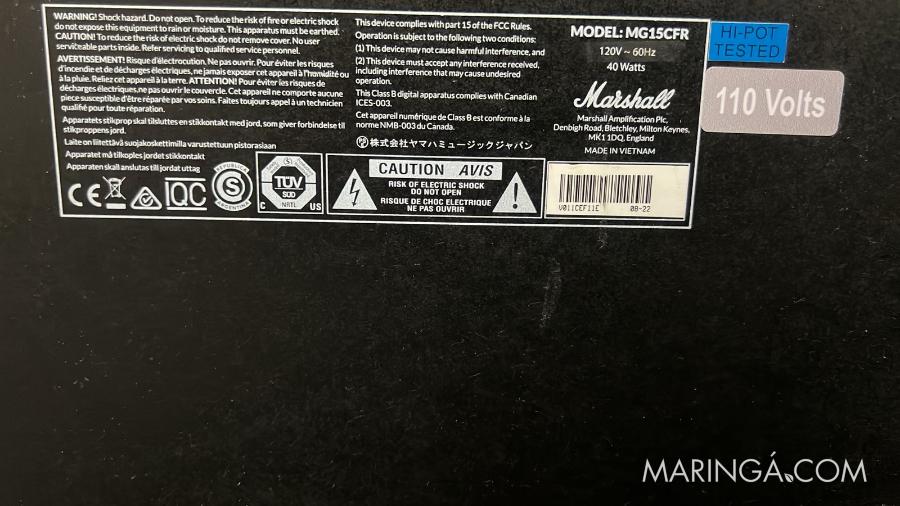 WARNING! Shock hazard. Do not open. To reduce the risk of fire or electric shock
do not expose this equipment to rain or moisture. This apparatus must be earthed.
CAUTION! To reduce the risk of electric shock do not remove cover. No user
serviceable parts inside. Refer servicing to qualified service personnel.
AVERTISSEMENT! Risque d'électrocution. Ne pas ouvrir. Pour éviter les risques
d'incendie et de décharges électriques, ne jamais exposer cet appareil à l'humidité ou
à la pluie. Reliez cet appareil à la terre. ATTENTION! Pour éviter les risques de
décharges électriques, ne pas ouvrir le couvercle. Cet appareil ne comporte aucune
piece susceptible d'être réparée par vos soins. Faites toujours appel à un technicien
qualifié pour toute réparation.
Apparatets stikprop skal tilsluttes en stikkontakt med jord, som giver forbindelse til
stikproppens jord.
Laite on liitettävä suojakoskettimilla varustettuun pistorasiaan
Apparatet må tilkoples jordet stikkontakt
Apparaten skall anslutas till jordat uttag
CE
IQC
REPUBLICA
S
ARGENTINA
S
TÜV
SÜD
NRTL
C US
This device complies with part 15 of the FCC Rules.
Operation is subject to the following two conditions:
(1) This device may not cause harmful interference, and
(2) This device must accept any interference received,
including interference that may cause undesired
operation.
This Class B digital apparatus complies with Canadian
ICES-003.
Cet appareil numérique de Class B est conforme à la
norme NMB-003 du Canada.
株式会社ヤマハミュージックジャパン
CAUTION AVIS
RISK OF ELECTRIC SHOCK
DO NOT OPEN
RISQUE DE CHOC ELECTRIQUE
NE PAS OUVRIR
MODEL: MG15CFR
120V ~ 60Hz
40 Watts
Marshall
Marshall Amplification Plc,
Denbigh Road, Bletchley, Milton Keynes,
MK11DQ, England
MADE IN VIETNAM
V011CEF11E 08-22
HI-POT
TESTED
110 Volts
MARINGÁ.COM